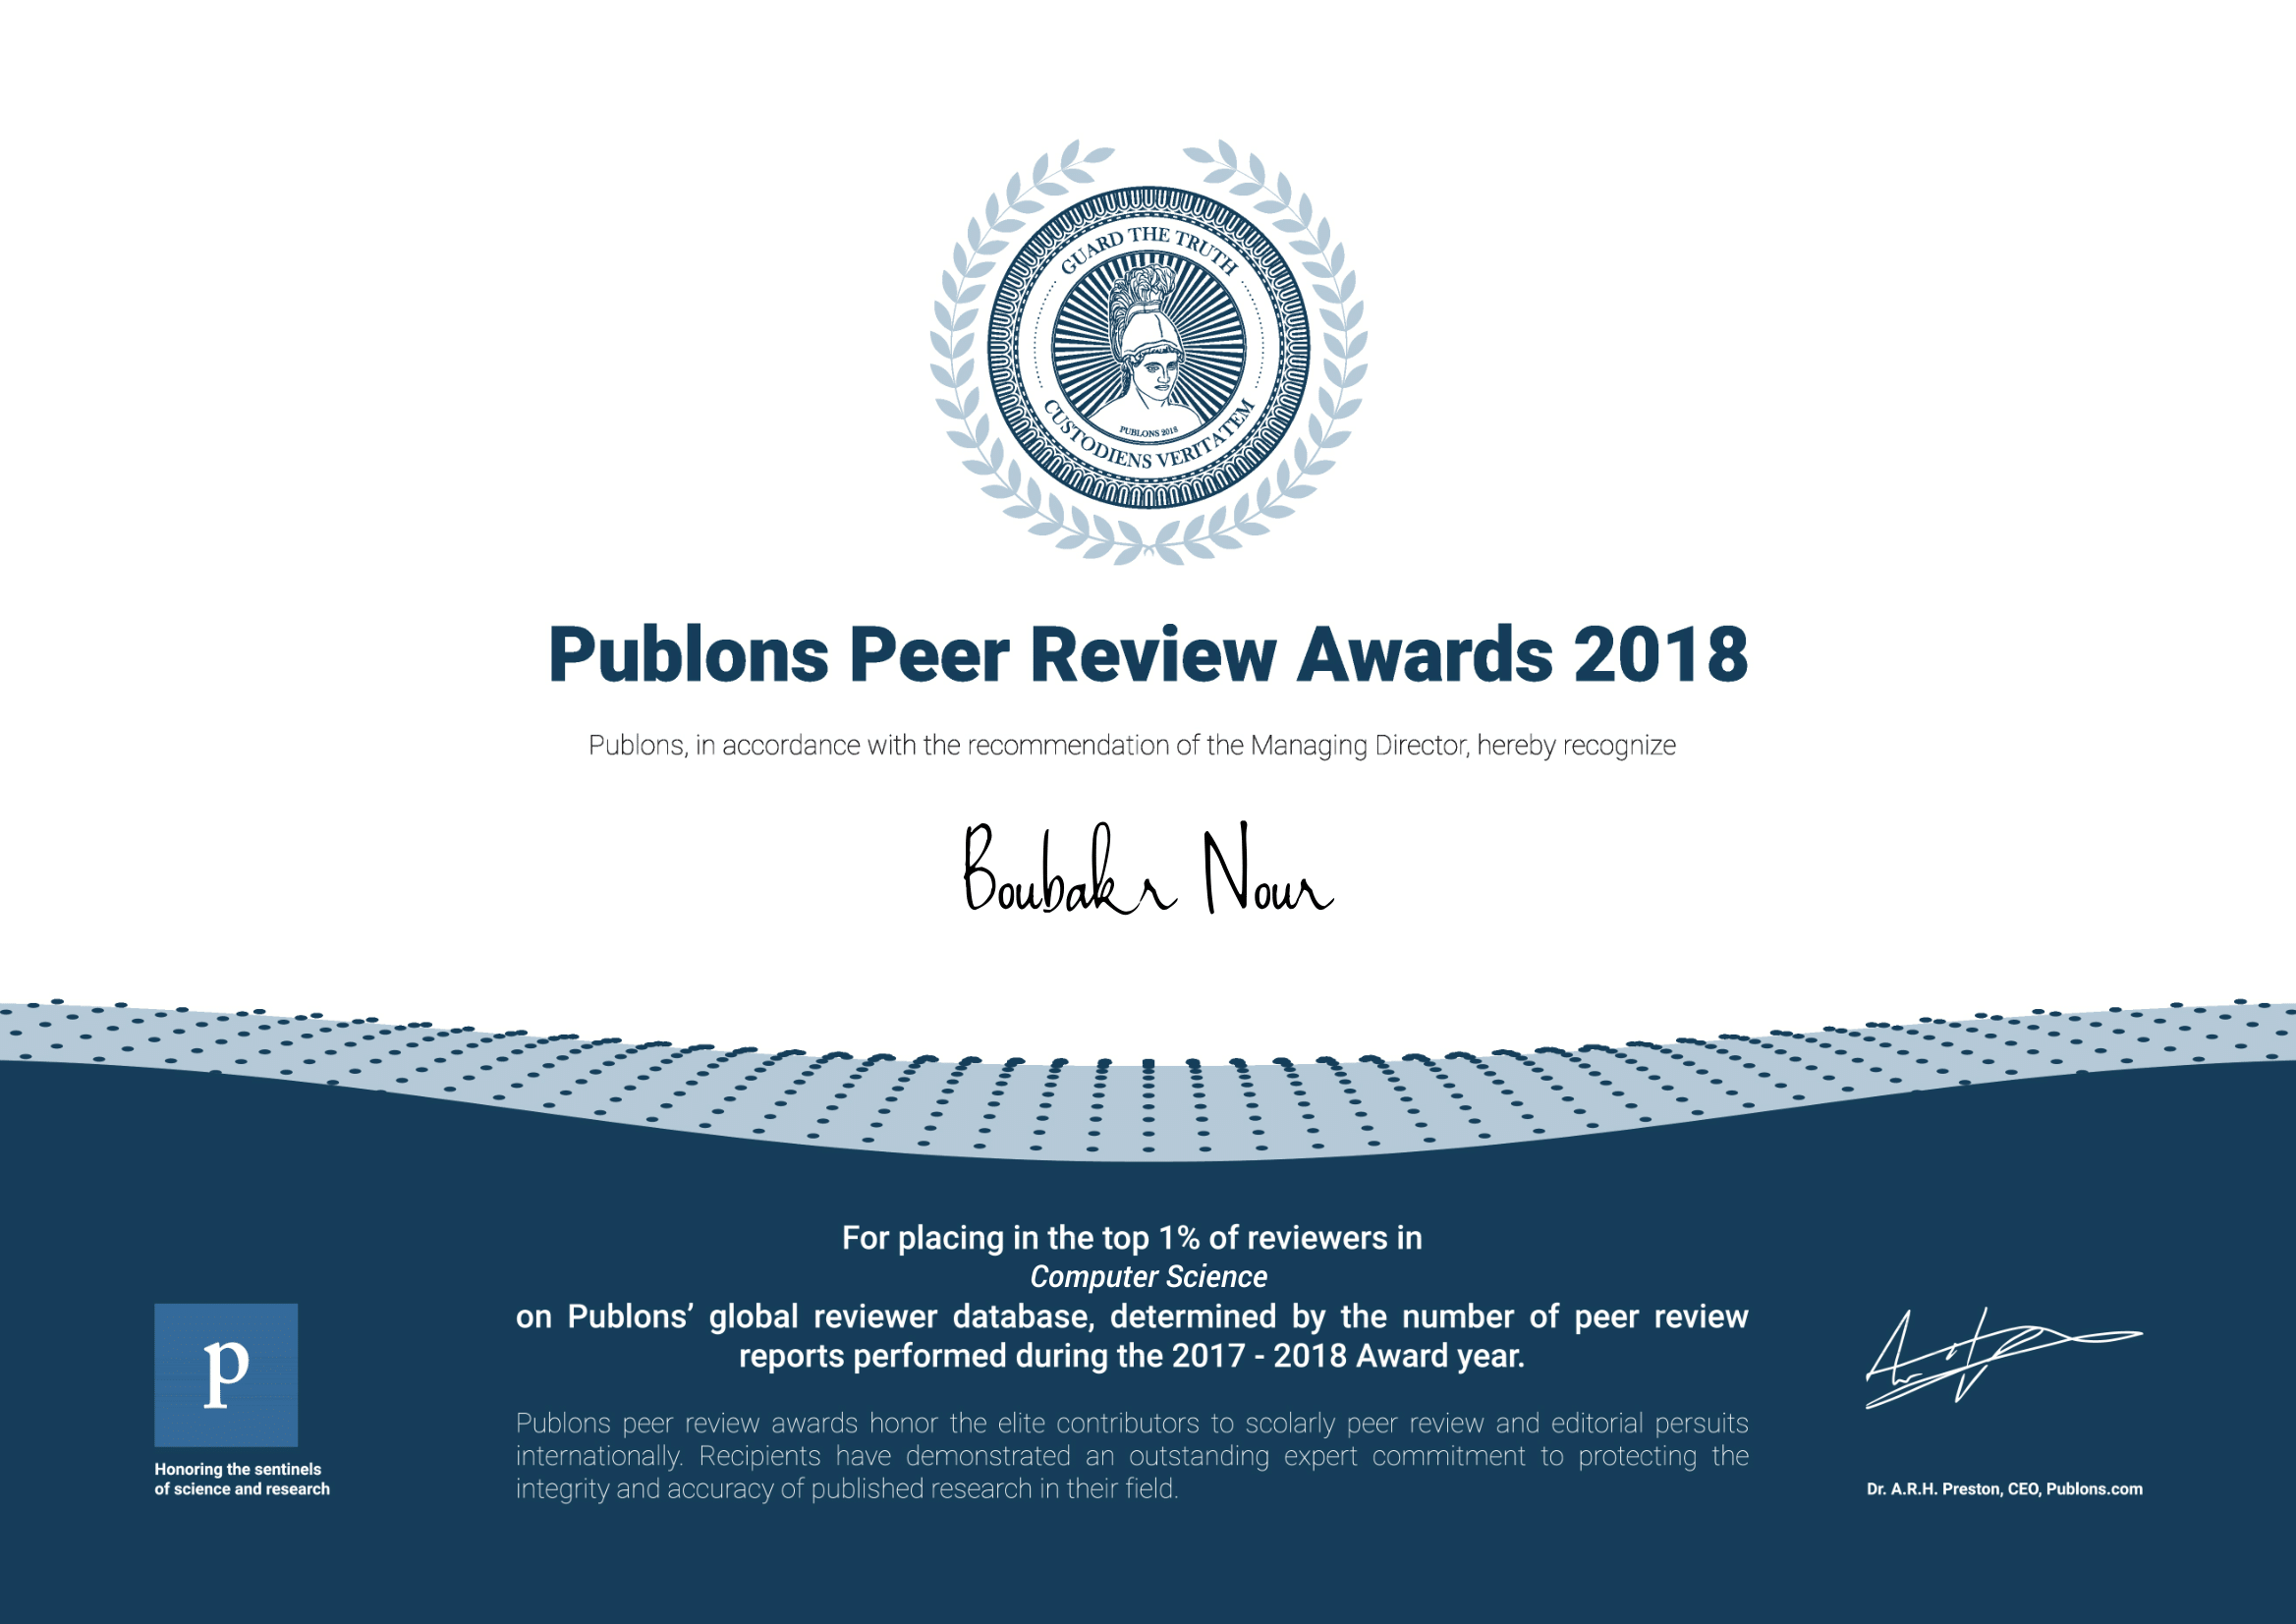 GUARD THE TRUTH
PUBLONS 2018
CUSTODIENS VERITATEM
Publons Peer Review Awards 2018
Publons, in accordance with the recommendation of the Managing Director, hereby recognize
Boubakr Nour
For placing in the top 1% of reviewers in
Computer Science
on Publons’ global reviewer database, determined by the number of peer review
reports performed during the 2017 - 2018 Award year.
Publons peer review awards honor the elite contributors to scolarly peer review and editorial persuits
internationally. Recipients have demonstrated an outstanding expert commitment to protecting the
integrity and accuracy of published research in their field.
p
Honoring the sentinels
of science and research
Dr. A.R.H. Preston, CEO, Publons.com